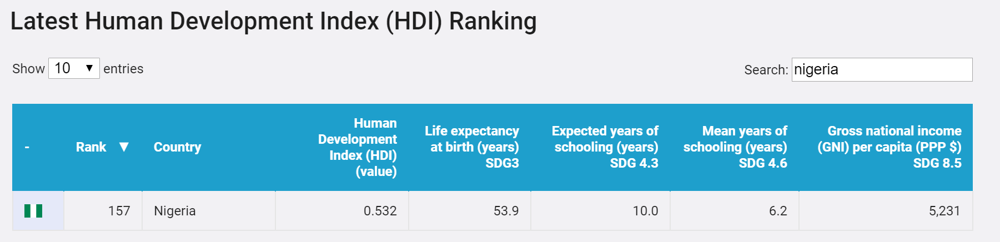 Latest Human Development Index (HDI) Ranking
Show 10 ▼ entries
Search: nigeria
-
Rank ▼
Country
Human
Development
Index (HDI)
(value)
Life expectancy
at birth (years)
SDG3
Expected years of
schooling (years)
SDG 4.3
Mean years of
schooling (years)
SDG 4.6
Gross national income
(GNI) per capita (PPP $)
SDG 8.5
157 Nigeria 0.532 53.9 10.0 6.2 5,231